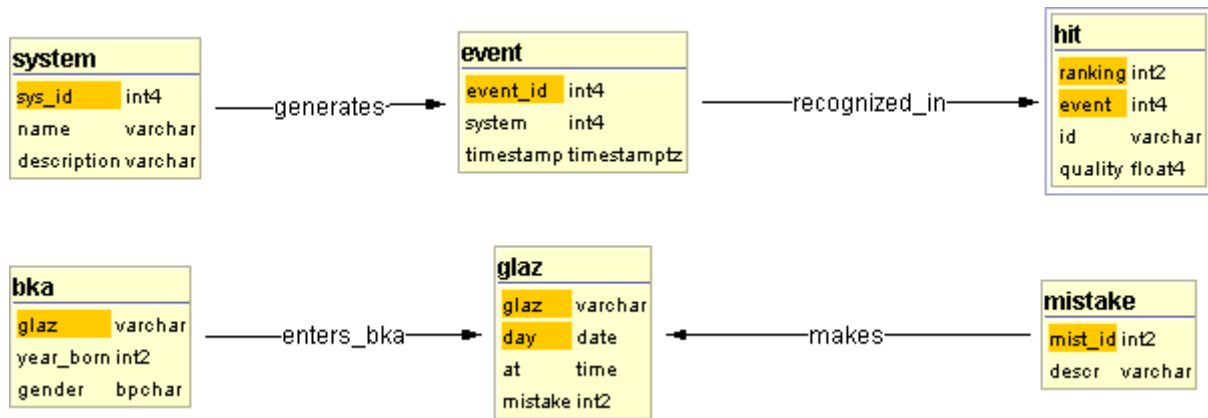 system
sys_id int4
name varchar
description varchar
generates
event
event_id int4
system int4
timestamp timestamptz
recognized_in
hit
ranking int2
event int4
id varchar
quality float4
bka
glaz varchar
year_born int2
gender bpchar
enters_bka
glaz
glaz varchar
day date
at time
mistake int2
makes
mistake
mist_id int2
descr varchar